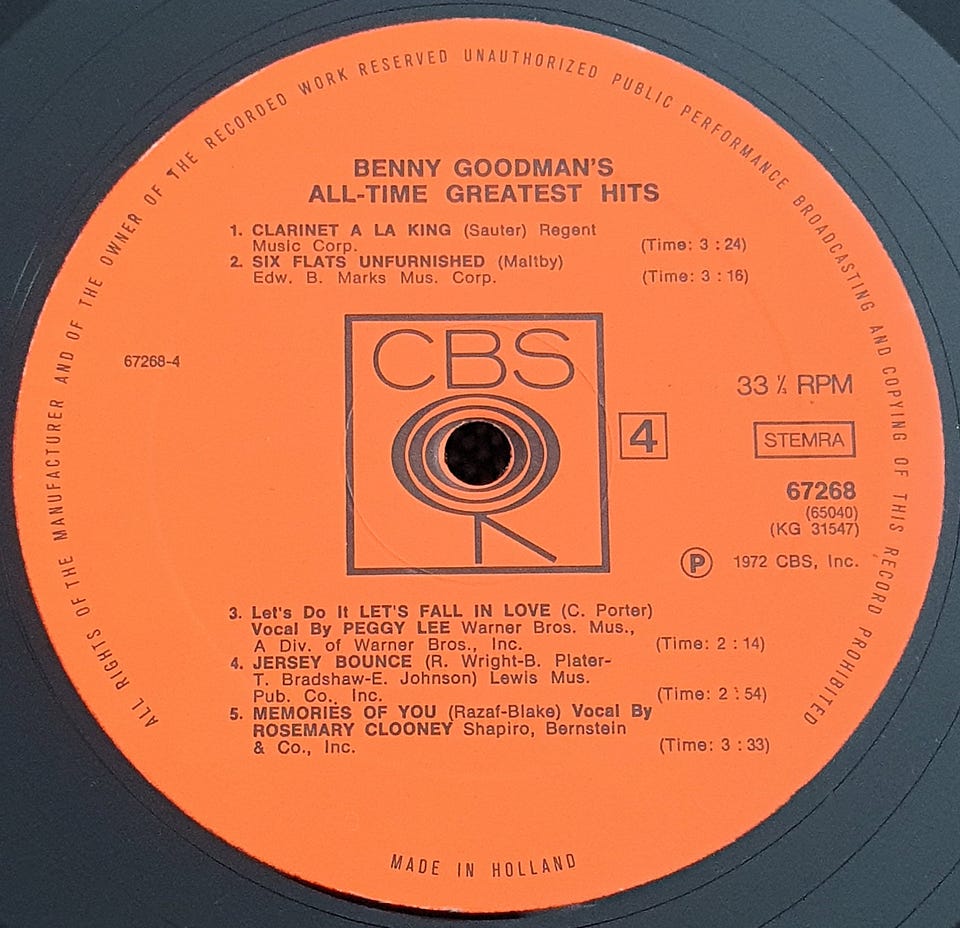 ALL RIGHTS OF THE MANUFACTURER AND OF THE OWNER OF THE RECORDED WORK RESERVED UNAUTHORIZED PUBLIC PERFORMANCE BROADCASTING AND COPYING OF THIS RECORD PROHIBITED
BENNY GOODMAN'S
ALL-TIME GREATEST HITS
1. CLARINET A LA KING (Sauter) Regent
Music Corp. (Time: 3 : 24)
2. SIX FLATS UNFURNISHED (Maltby)
Edw. B. Marks Mus. Corp. (Time: 3 : 16)
CBS
67268-4
33 ⅓ RPM
4
STEMRA
67268
(65040)
(KG 31547)
Ⓟ 1972 CBS, Inc.
3. Let's Do It LET'S FALL IN LOVE (C. Porter)
Vocal By PEGGY LEE Warner Bros. Mus.,
A Div. of Warner Bros., Inc. (Time: 2 : 14)
4. JERSEY BOUNCE (R. Wright-B. Plater-
T. Bradshaw-E. Johnson) Lewis Mus.
Pub. Co., Inc. (Time: 2 : 54)
5. MEMORIES OF YOU (Razaf-Blake) Vocal By
ROSEMARY CLOONEY Shapiro, Bernstein
& Co., Inc. (Time: 3 : 33)
MADE IN HOLLAND